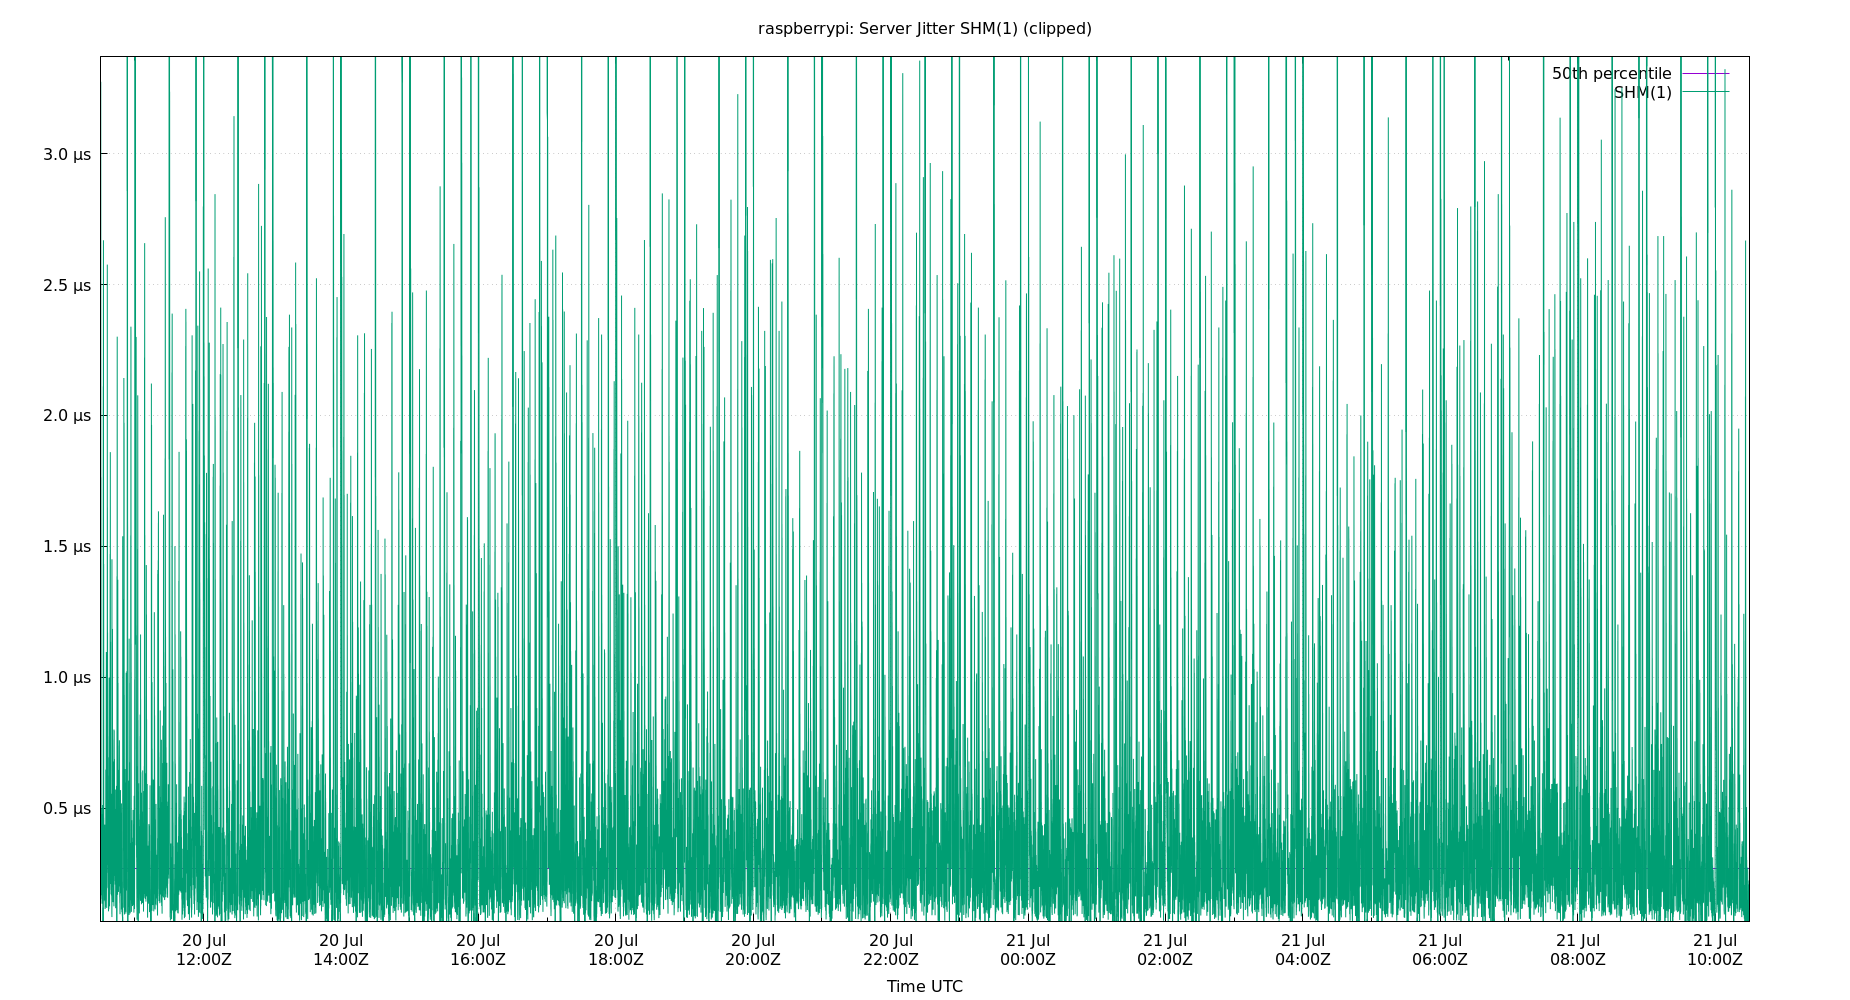 raspberrypi: Server Jitter SHM(1) (clipped)
50th percentile
SHM(1)
3.0 µs
2.5 µs
2.0 µs
1.5 µs
1.0 µs
0.5 µs
20 Jul 20 Jul 20 Jul 20 Jul 20 Jul 20 Jul 21 Jul 21 Jul 21 Jul 21 Jul 21 Jul 21 Jul
12:00Z 14:00Z 16:00Z 18:00Z 20:00Z 22:00Z 00:00Z 02:00Z 04:00Z 06:00Z 08:00Z 10:00Z
Time UTC